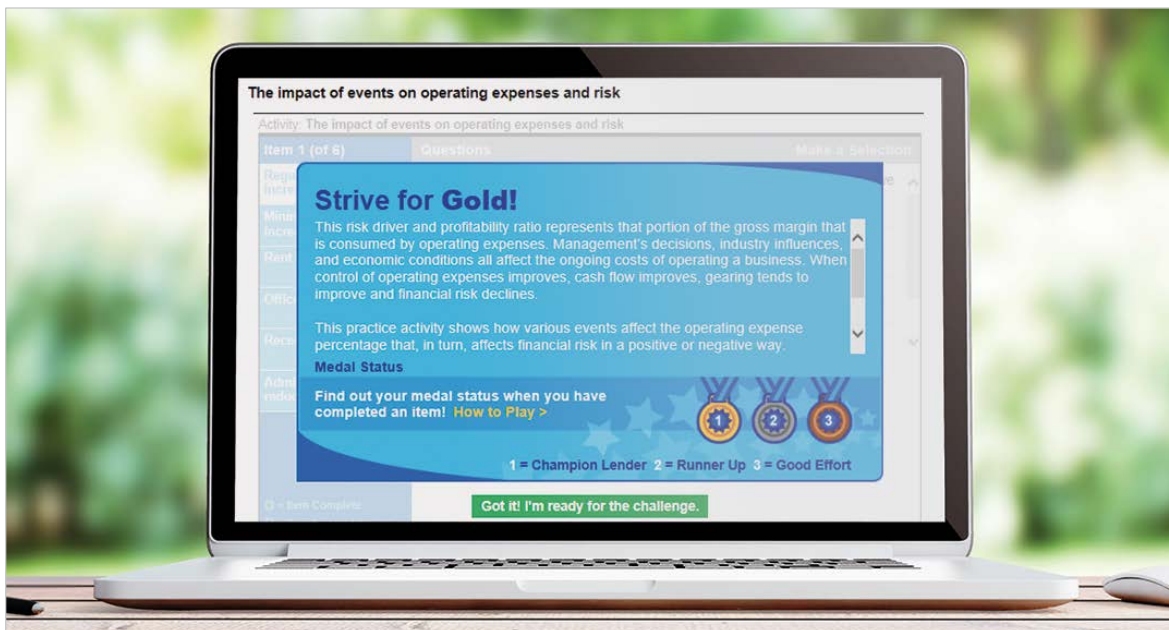 The impact of events on operating expenses and risk
Activity: The impact of events on operating expenses and risk
Item 1 (of 6) Questions Make a Selection
Strive for Gold!
This risk driver and profitability ratio represents that portion of the gross margin that
is consumed by operating expenses. Management's decisions, industry influences,
and economic conditions all affect the ongoing costs of operating a business. When
control of operating expenses improves, cash flow improves, gearing tends to
improve and financial risk declines.
This practice activity shows how various events affect the operating expense
percentage that, in turn, affects financial risk in a positive or negative way.
Medal Status
Find out your medal status when you have
completed an item! How to Play >
1 2 3
1 = Champion Lender 2 = Runner Up 3 = Good Effort
= Item Complete
Got it! I'm ready for the challenge.